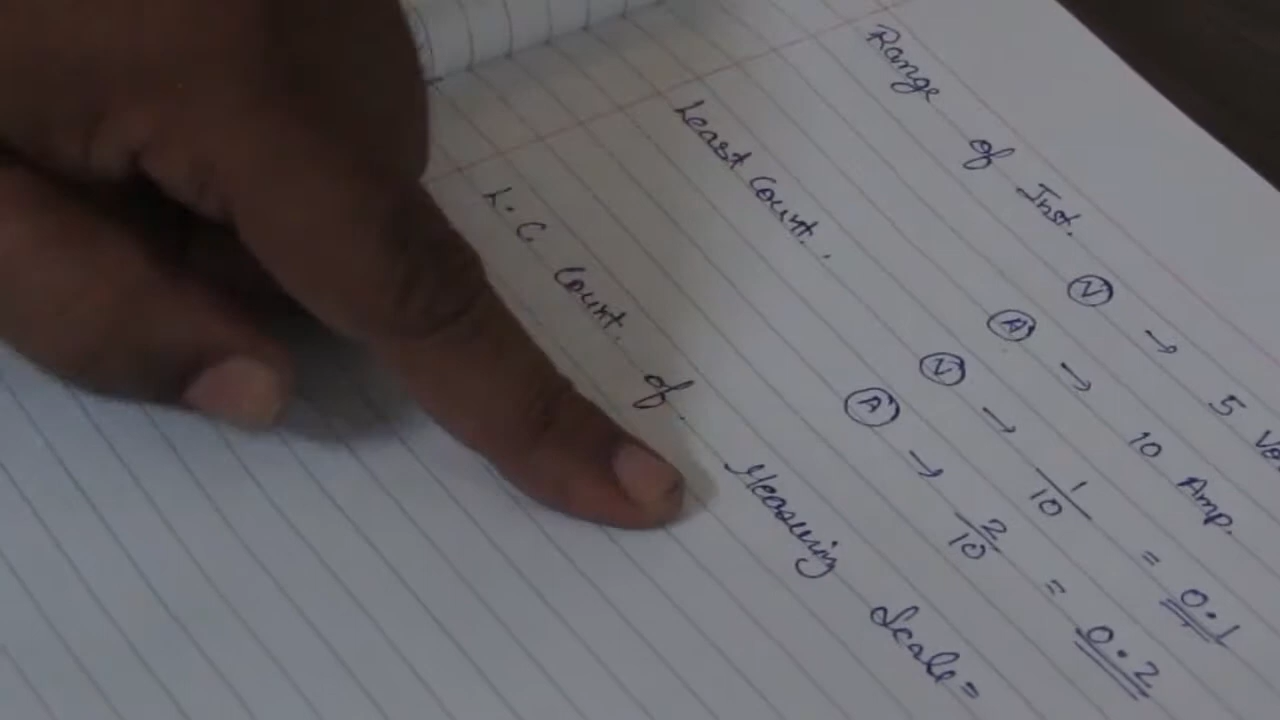 Range of Inst. Ⓥ → 5
Ⓐ → 10 Amp.
Least Count. Ⓥ → 1/10 = 0.1
Ⓐ → 2/10 = 0.2
L.C. Count. of. Measuring Scale =